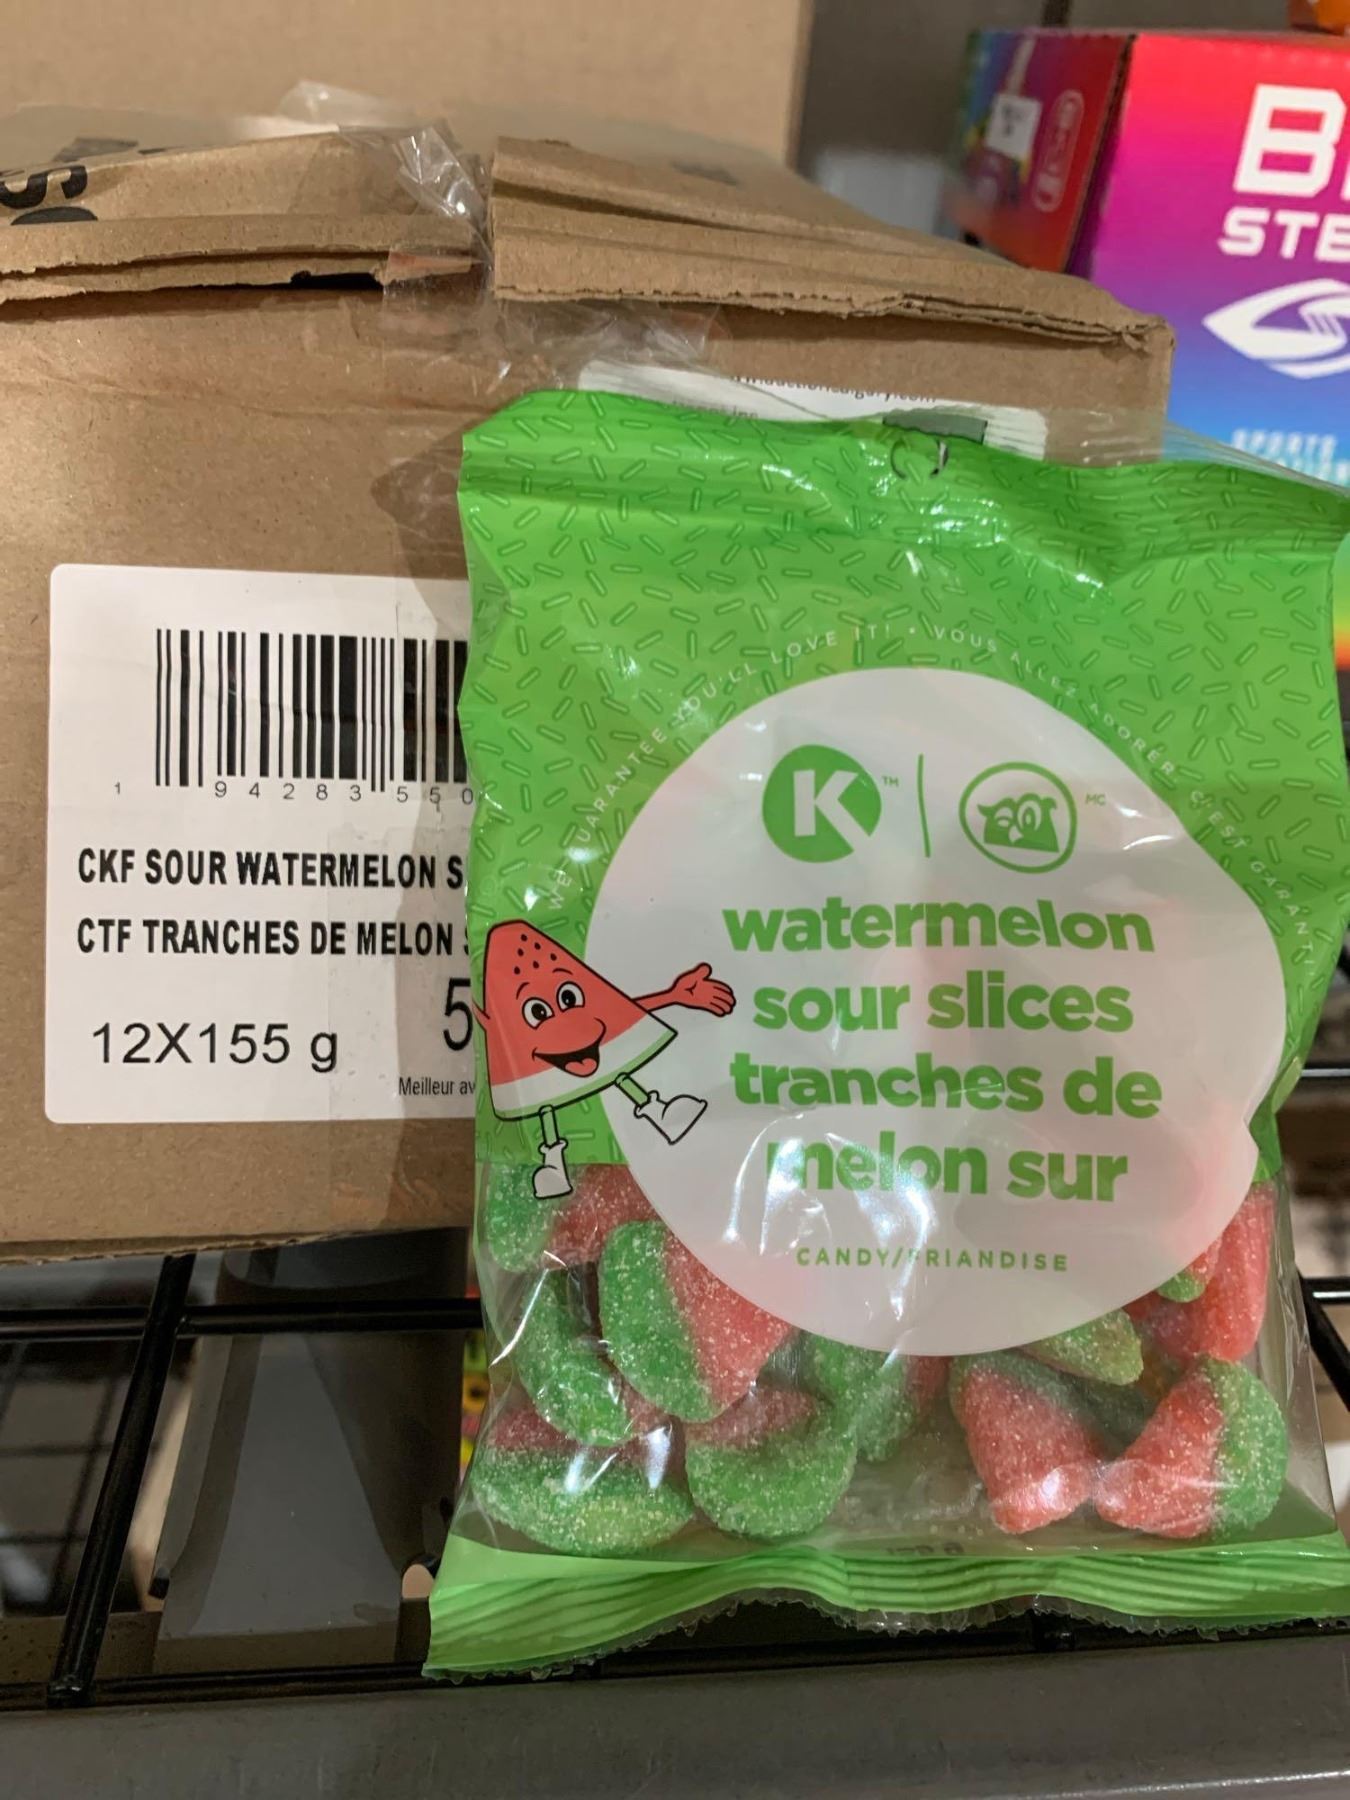 B
STE
SPORTS
1 94283 550
CKF SOUR WATERMELON S
CTF TRANCHES DE MELON
12X155 g
5
Meilleur av
WE GUARANTEE YOU'LL LOVE IT! • VOUS ALLEZ ADORER, C'EST GARANTI
K TM
MC
watermelon
sour slices
tranches de
melon sur
CANDY/FRIANDISE